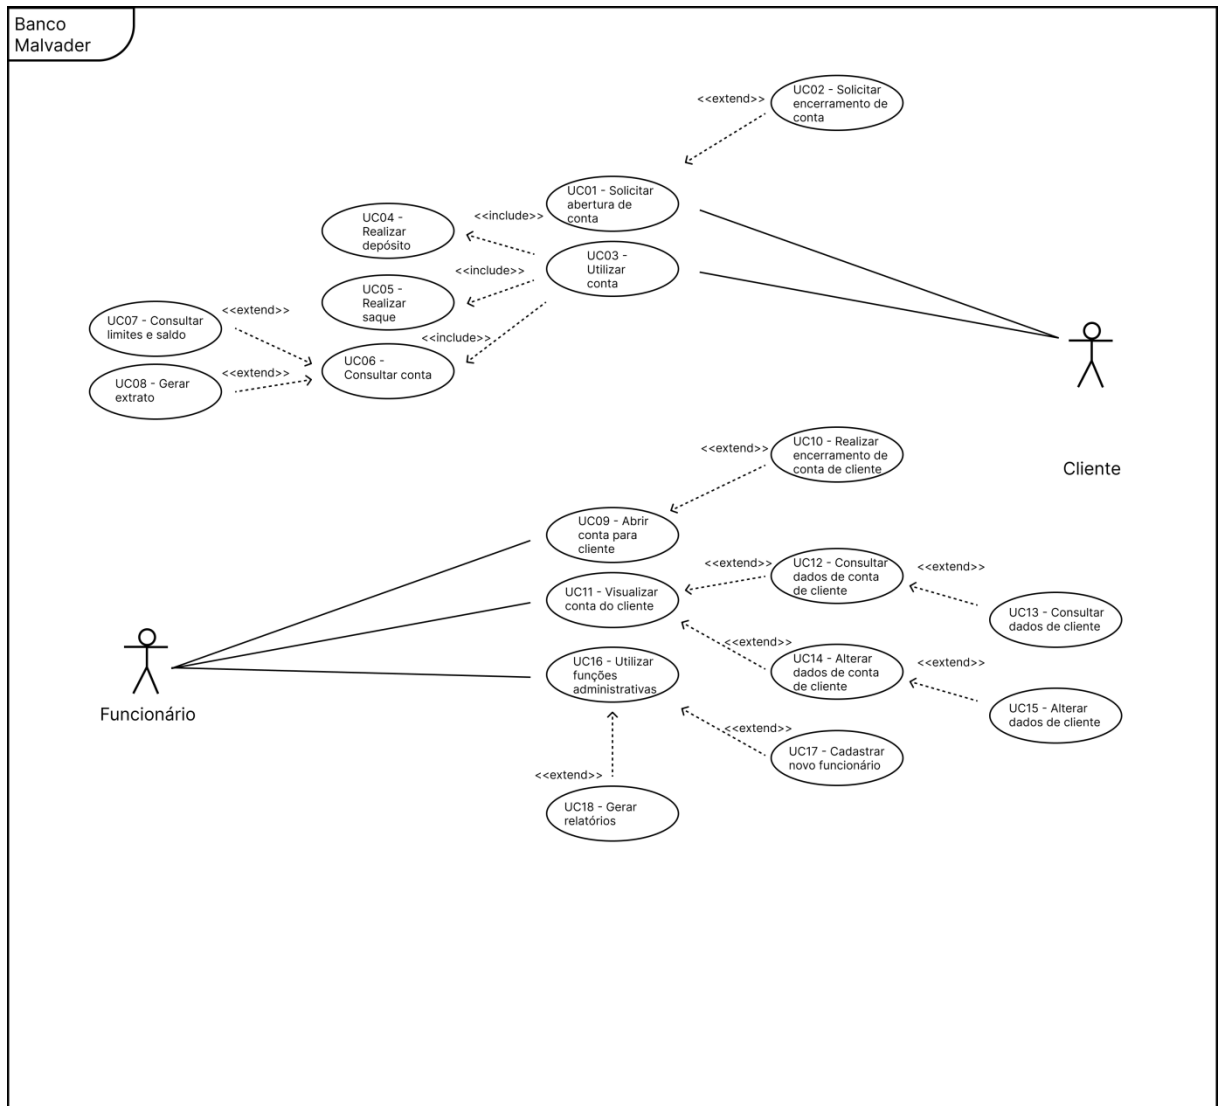 Banco
Malvader
<<extend>>
UC02 - Solicitar
encerramento de
conta
UC01 - Solicitar
abertura de
conta
<<include>>
UC04 -
Realizar
depósito
UC03 -
Utilizar
conta
<<include>>
UC05 -
Realizar
saque
<<extend>>
UC07 - Consultar
limites e saldo
<<include>>
UC06 -
Consultar conta
<<extend>>
UC08 - Gerar
extrato
Cliente
<<extend>>
UC10 - Realizar
encerramento de
conta de cliente
UC09 - Abrir
conta para
cliente
UC11 - Visualizar
conta do cliente
<<extend>>
UC12 - Consultar
dados de conta
de cliente
<<extend>>
UC13 - Consultar
dados de cliente
<<extend>>
UC14 - Alterar
dados de conta
de cliente
<<extend>>
UC15 - Alterar
dados de cliente
UC16 - Utilizar
funções
administrativas
Funcionário
<<extend>>
UC17 - Cadastrar
novo funcionário
<<extend>>
UC18 - Gerar
relatórios